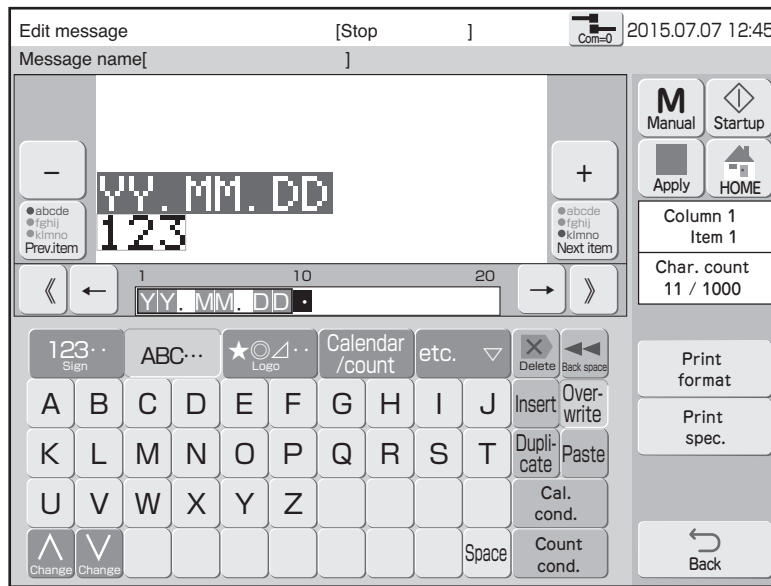 Edit message [Stop ] Com=0 2015.07.07 12:45
Message name[ ]
M Manual
Startup
Apply
HOME
−
+
YY.MM.DD
123
abcde
fghij
klmno
Prev.item
abcde
fghij
klmno
Next item
Column 1
Item 1
Char. count
11 / 1000
《 ← 1 10 20 → 》
YY.MM.DD・
123‥ Sign
ABC…
★◎⊿‥ Logo
Calendar /count
etc. ▽
Delete
Back space
A B C D E F G H I J Insert Over-write
K L M N O P Q R S T Dupli-cate Paste
U V W X Y Z Cal. cond.
Change Change Space Count cond.
Print format
Print spec.
Back